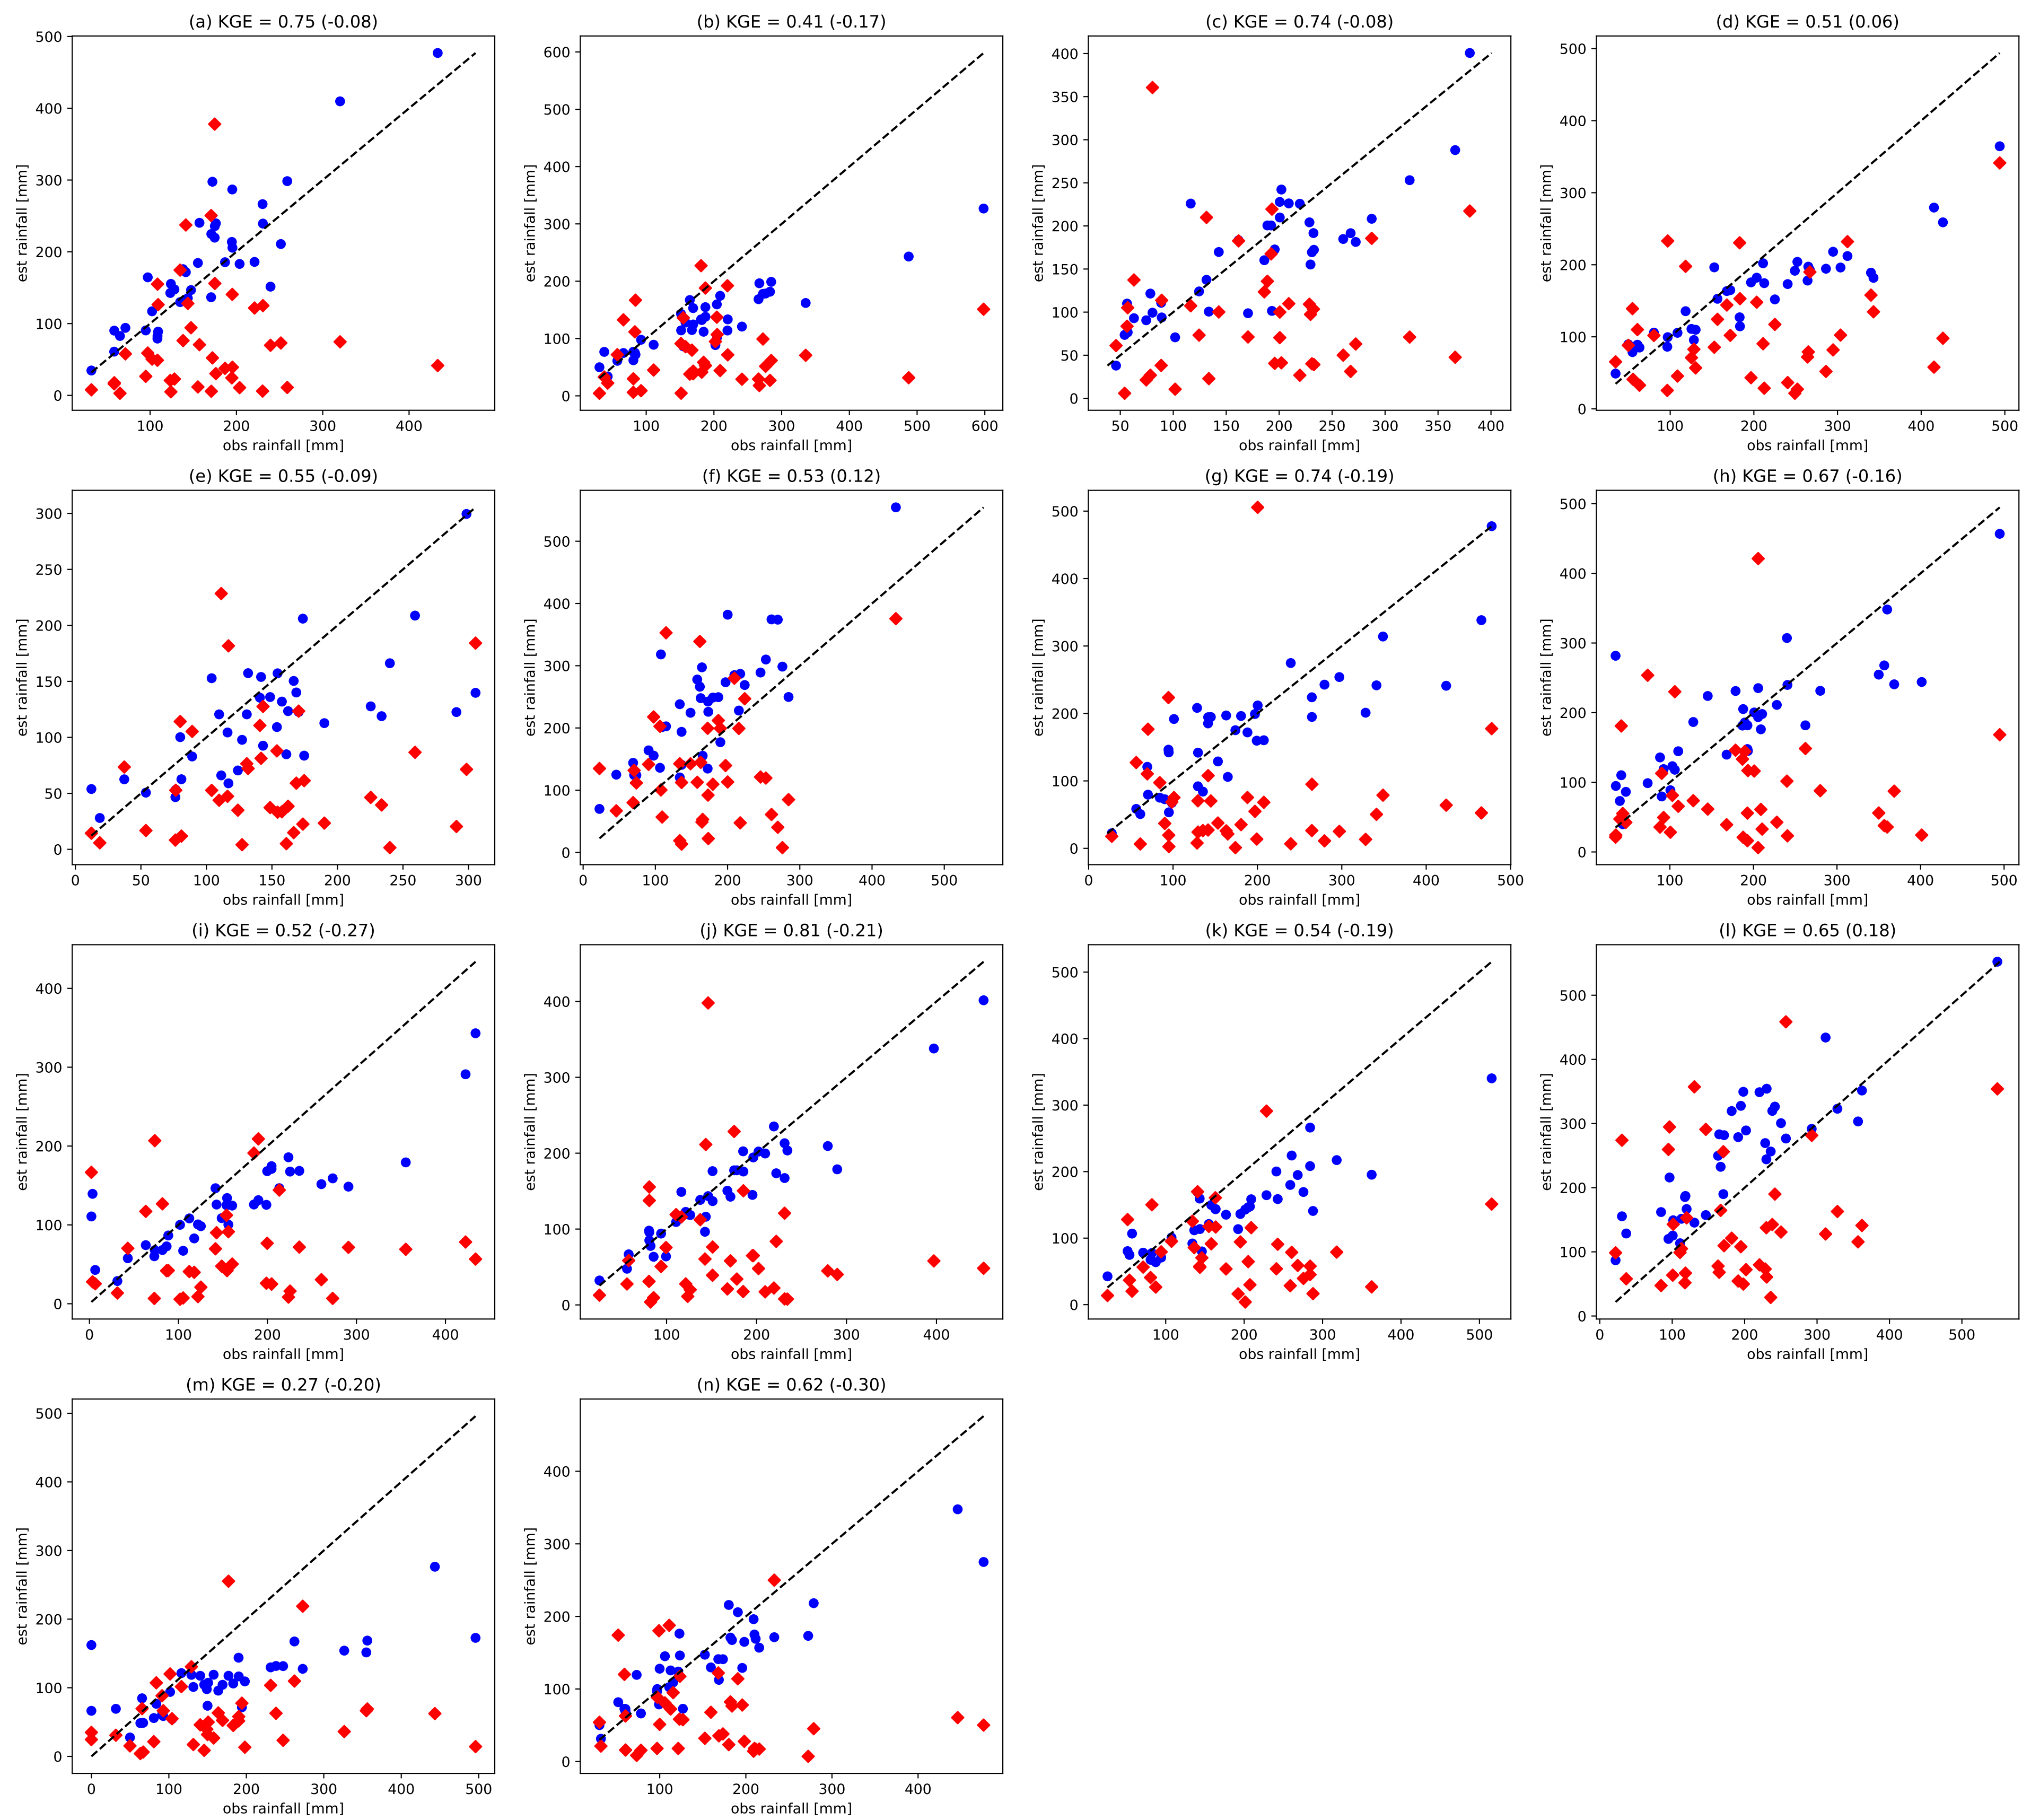 (a) KGE = 0.75 (-0.08)
500
400
300
200
100
0
est rainfall [mm]
100 200 300 400
obs rainfall [mm]
(b) KGE = 0.41 (-0.17)
600
500
400
300
200
100
0
est rainfall [mm]
100 200 300 400 500 600
obs rainfall [mm]
(c) KGE = 0.74 (-0.08)
400
350
300
250
200
150
100
50
0
est rainfall [mm]
50 100 150 200 250 300 350 400
obs rainfall [mm]
(d) KGE = 0.51 (0.06)
500
400
300
200
100
0
est rainfall [mm]
100 200 300 400 500
obs rainfall [mm]
(e) KGE = 0.55 (-0.09)
300
250
200
150
100
50
0
est rainfall [mm]
0 50 100 150 200 250 300
obs rainfall [mm]
(f) KGE = 0.53 (0.12)
500
400
300
200
100
0
est rainfall [mm]
0 100 200 300 400 500
obs rainfall [mm]
(g) KGE = 0.74 (-0.19)
500
400
300
200
100
0
est rainfall [mm]
0 100 200 300 400 500
obs rainfall [mm]
(h) KGE = 0.67 (-0.16)
500
400
300
200
100
0
est rainfall [mm]
100 200 300 400 500
obs rainfall [mm]
(i) KGE = 0.52 (-0.27)
400
300
200
100
0
est rainfall [mm]
0 100 200 300 400
obs rainfall [mm]
(j) KGE = 0.81 (-0.21)
400
300
200
100
0
est rainfall [mm]
100 200 300 400
obs rainfall [mm]
(k) KGE = 0.54 (-0.19)
500
400
300
200
100
0
est rainfall [mm]
100 200 300 400 500
obs rainfall [mm]
(l) KGE = 0.65 (0.18)
500
400
300
200
100
0
est rainfall [mm]
0 100 200 300 400 500
obs rainfall [mm]
(m) KGE = 0.27 (-0.20)
500
400
300
200
100
0
est rainfall [mm]
0 100 200 300 400 500
obs rainfall [mm]
(n) KGE = 0.62 (-0.30)
400
300
200
100
0
est rainfall [mm]
100 200 300 400
obs rainfall [mm]